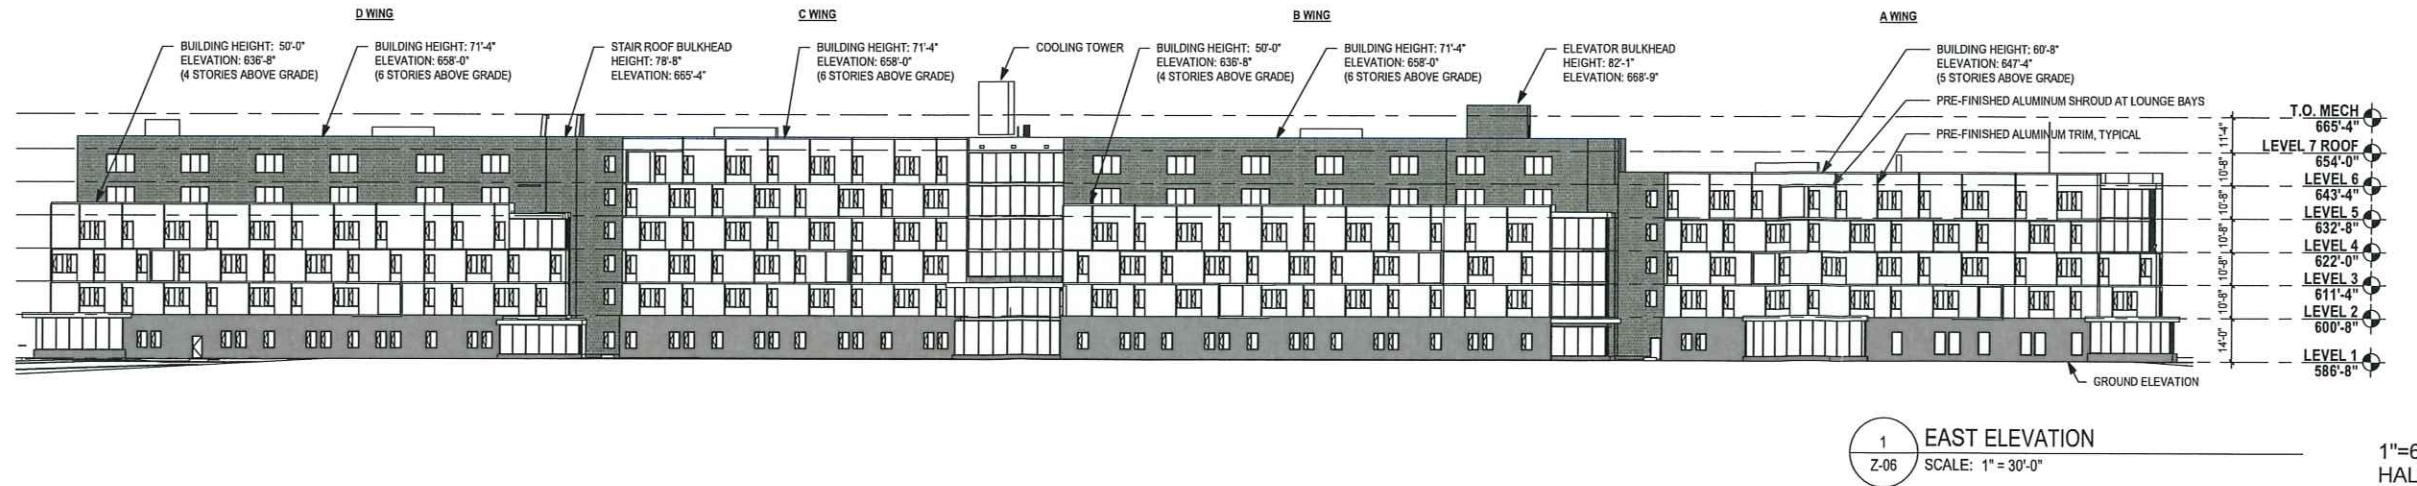 D WING
C WING
B WING
A WING
BUILDING HEIGHT: 50'-0"
ELEVATION: 636'-8"
(4 STORIES ABOVE GRADE)
BUILDING HEIGHT: 71'-4"
ELEVATION: 658'-0"
(6 STORIES ABOVE GRADE)
STAIR ROOF BULKHEAD
HEIGHT: 78'-8"
ELEVATION: 665'-4"
BUILDING HEIGHT: 71'-4"
ELEVATION: 658'-0"
(6 STORIES ABOVE GRADE)
COOLING TOWER
BUILDING HEIGHT: 50'-0"
ELEVATION: 636'-8"
(4 STORIES ABOVE GRADE)
BUILDING HEIGHT: 71'-4"
ELEVATION: 658'-0"
(6 STORIES ABOVE GRADE)
ELEVATOR BULKHEAD
HEIGHT: 82'-1"
ELEVATION: 668'-9"
BUILDING HEIGHT: 60'-8"
ELEVATION: 647'-4"
(5 STORIES ABOVE GRADE)
PRE-FINISHED ALUMINUM SHROUD AT LOUNGE BAYS
PRE-FINISHED ALUMINUM TRIM, TYPICAL
T.O. MECH
665'-4"
11'-4"
LEVEL 7 ROOF
654'-0"
10'-8"
LEVEL 6
643'-4"
10'-8"
LEVEL 5
632'-8"
10'-8"
LEVEL 4
622'-0"
10'-8"
LEVEL 3
611'-4"
10'-8"
LEVEL 2
600'-8"
14'-0"
LEVEL 1
586'-8"
GROUND ELEVATION
1
Z-06
EAST ELEVATION
SCALE: 1" = 30'-0"
1"=6
HAL